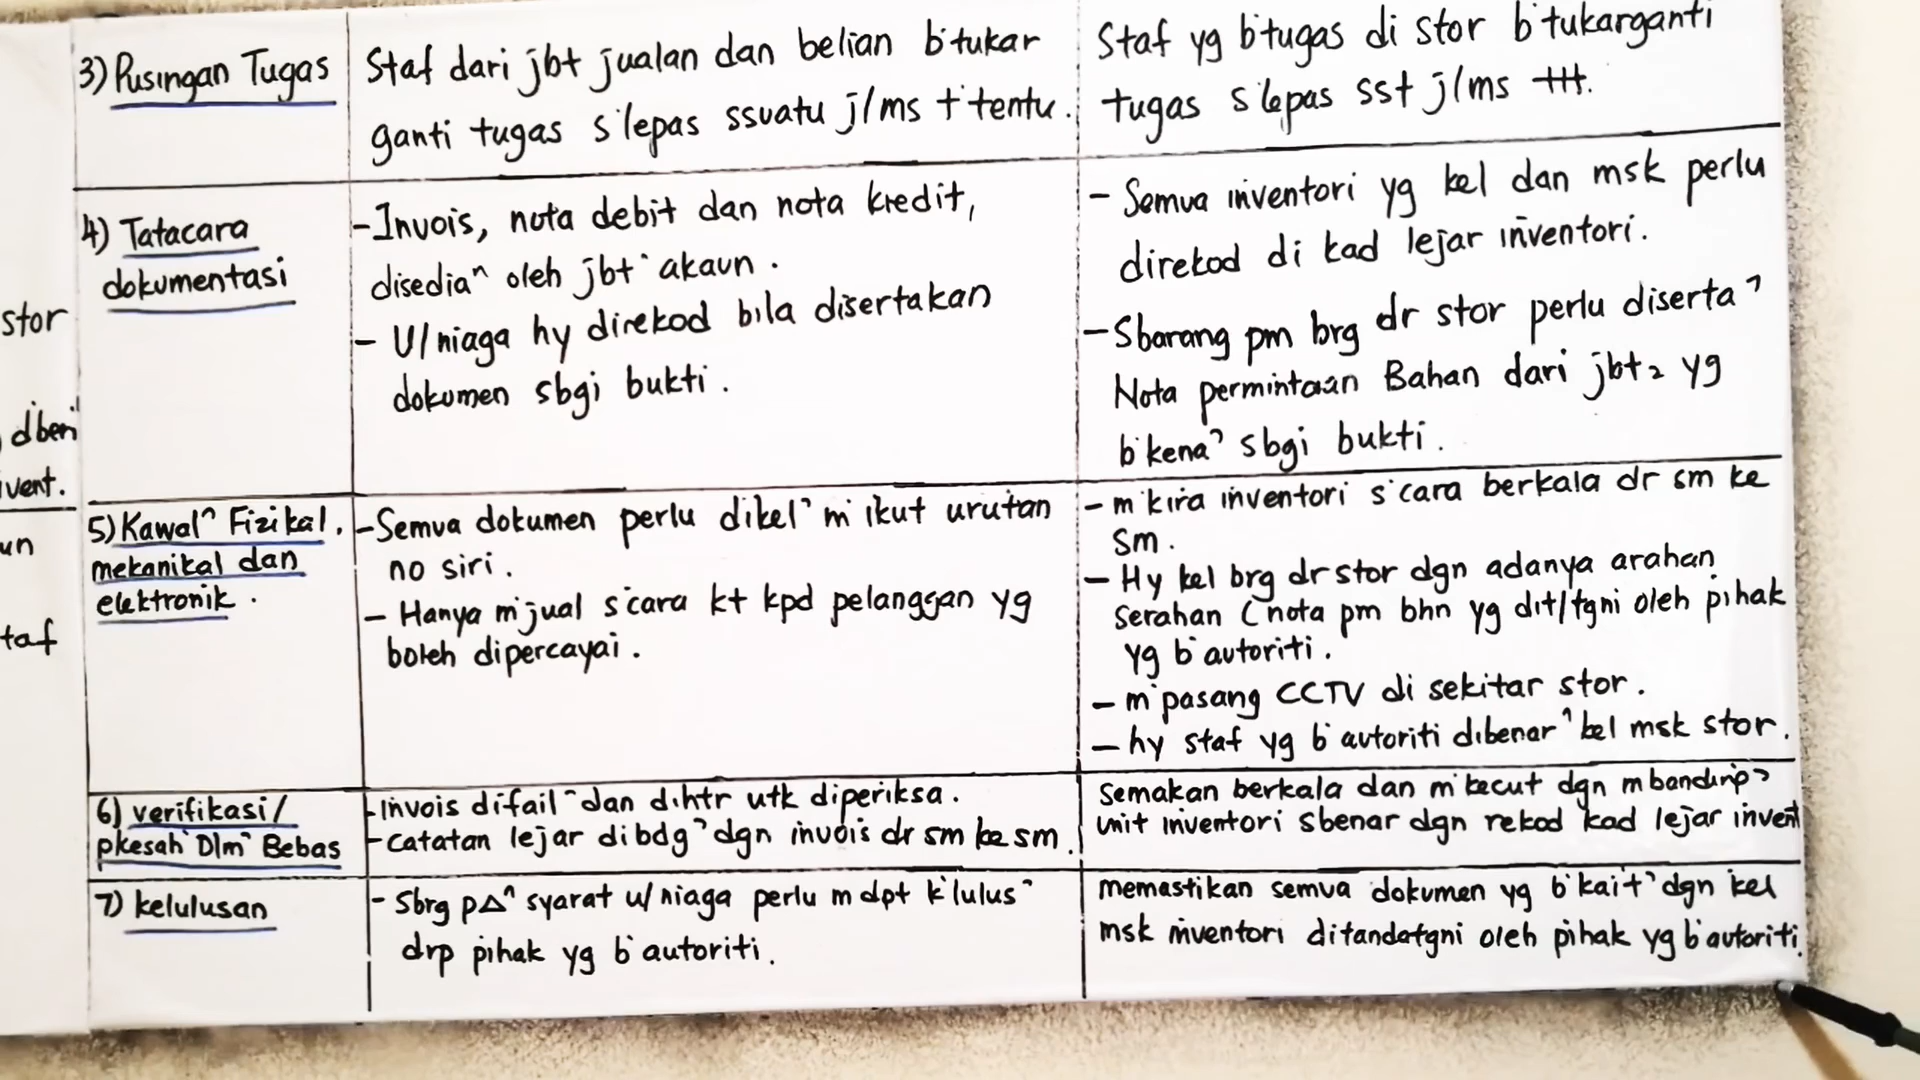 stor
dberi
vent.
un
taf
3) Pusingan Tugas
Staf dari jbt jualan dan belian b'tukar
ganti tugas s'lepas ssuatu j/ms t'tentu.
Staf yg b'tugas di stor b'tukarganti
tugas s'lepas sst j/ms ttt.
4) Tatacara
dokumentasi
-Invois, nota debit dan nota kredit,
disedia^n oleh jbt akaun.
- U/niaga hy direkod bila disertakan
dokumen sbgi bukti.
- Semua inventori yg kel dan msk perlu
direkod di kad lejar inventori.
-Sbarang pm brg dr stor perlu diserta^
Nota permintaan Bahan dari jbt2 yg
b'kena^ sbgi bukti.
5) Kawal^ Fizikal.
mekanikal dan
elektronik.
-Semua dokumen perlu dikel^ m'ikut urutan
no siri.
- Hanya m'jual s'cara kt kpd pelanggan yg
boleh dipercayai.
- m'kira inventori s'cara berkala dr sm ke
sm.
- Hy kel brg dr stor dgn adanya arahan
serahan (nota pm bhn yg dit/tgni oleh pihak
yg b'autoriti.
- m'pasang CCTV di sekitar stor.
- hy staf yg b'autoriti dibenar^ kel msk stor.
6) verifikasi/
pkesah^ Dlm^ Bebas
-Invois difail^ dan dihtr utk diperiksa.
-catatan lejar dibdg^ dgn invois dr sm ke sm.
semakan berkala dan m'kecut dgn mbandinp^
unit inventori sbenar dgn rekod kad lejar invent
7) kelulusan
- Sbrg pΔ^n syarat u/niaga perlu mdpt k'lulus^
drp pihak yg b'autoriti.
memastikan semua dokumen yg b'kait^ dgn kel
msk inventori ditandatgni oleh pihak yg b'autoriti.